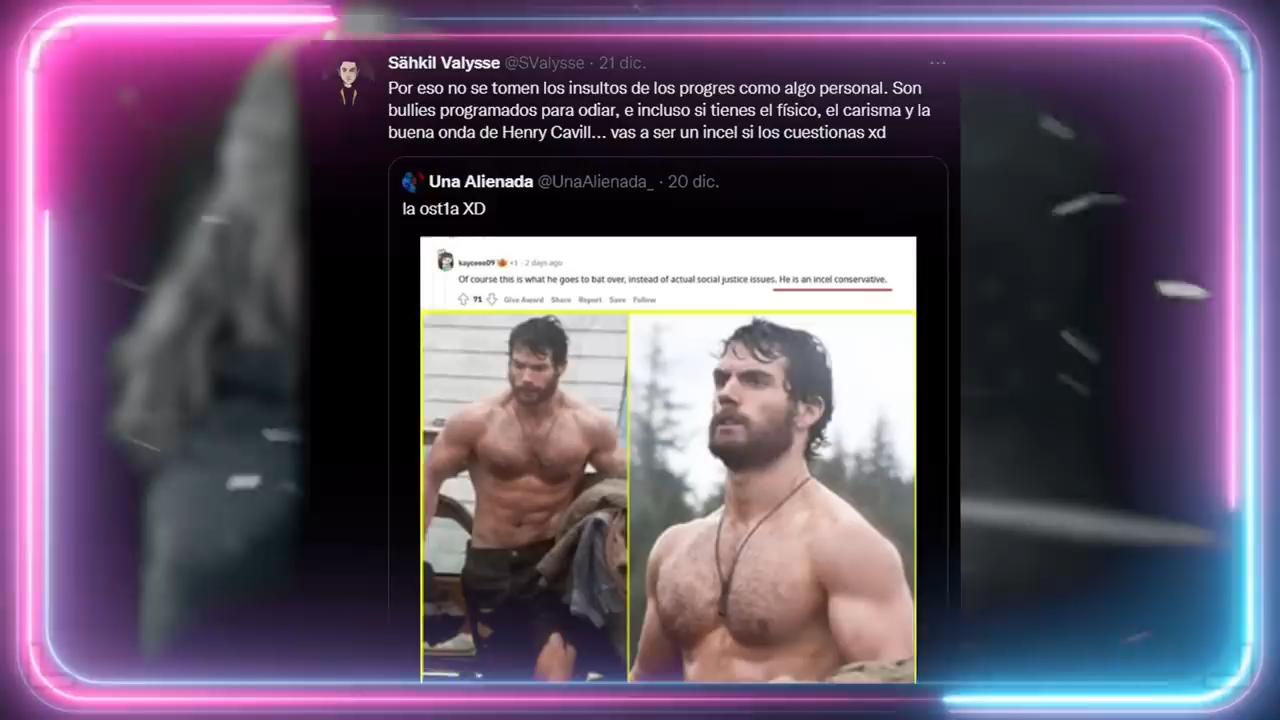 Sähkil Valysse @SValysse · 21 dic.
Por eso no se tomen los insultos de los progres como algo personal. Son
bullies programados para odiar, e incluso si tienes el físico, el carisma y la
buena onda de Henry Cavill... vas a ser un incel si los cuestionas xd
Una Alienada @UnaAlienada_ · 20 dic.
la ost1a XD
+1 · 2 days ago
Of course this is what he goes to bat over, instead of actual social justice issues. He is an incel conservative.
71 Give Award Share Report Save Follow